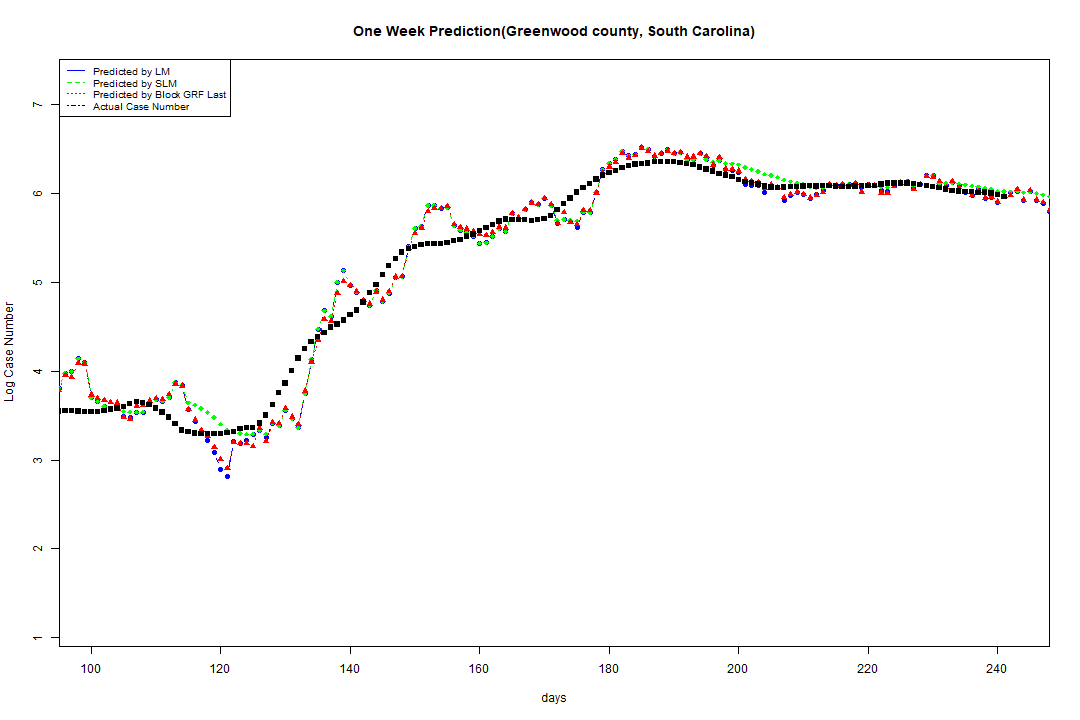 One Week Prediction(Greenwood county, South Carolina)
Predicted by LM
Predicted by SLM
Predicted by Block GRF Last
Actual Case Number
7
6
5
4
3
2
1
Log Case Number
100 120 140 160 180 200 220 240
days